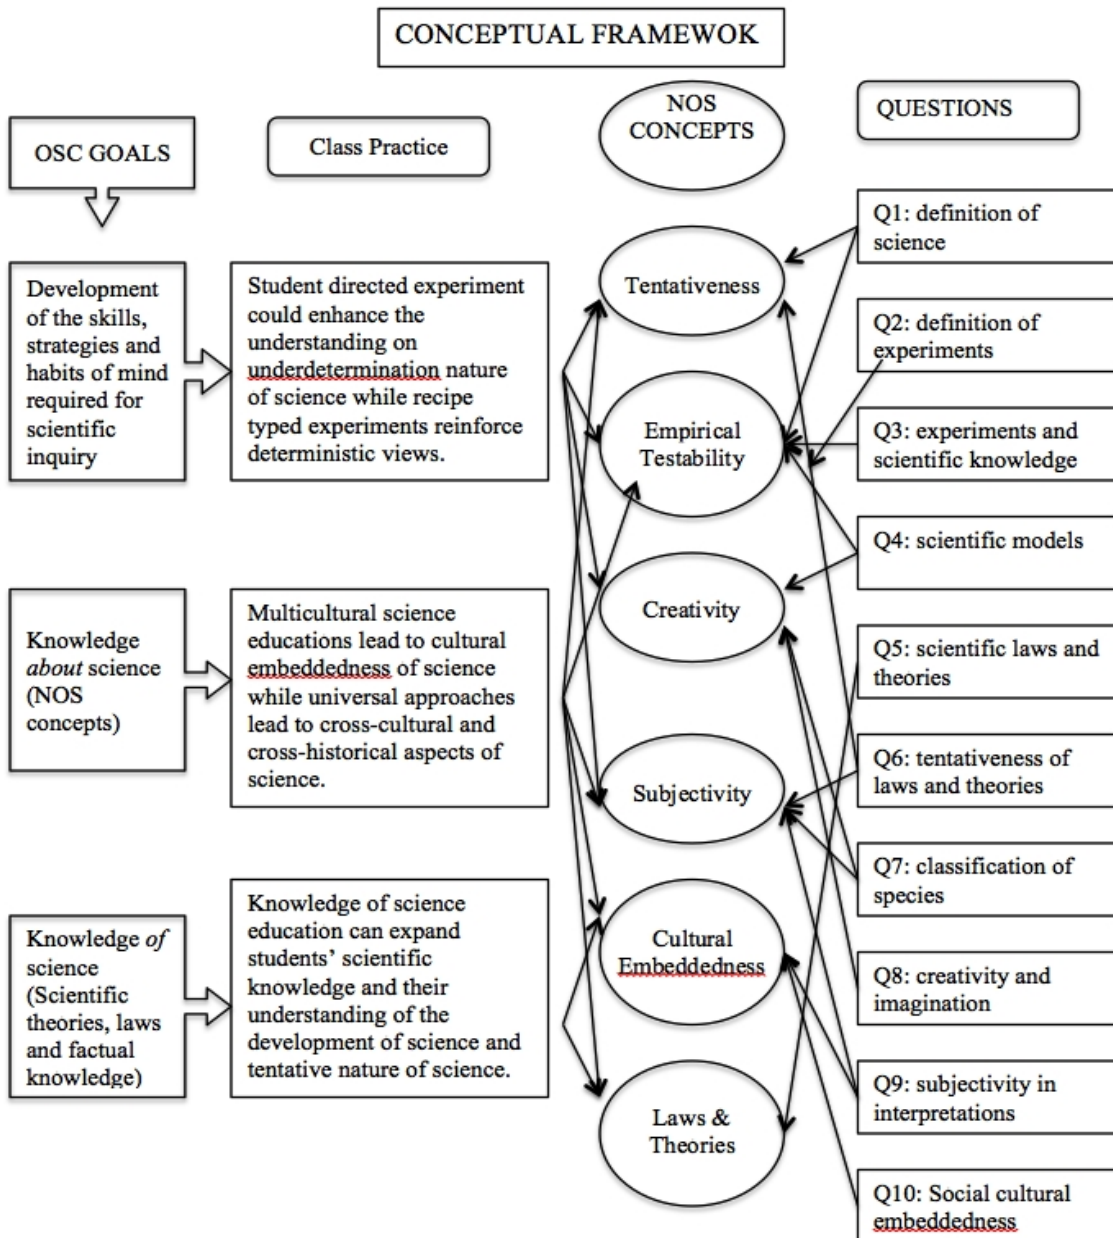 CONCEPTUAL FRAMEWOK
OSC GOALS
Class Practice
NOS
CONCEPTS
QUESTIONS
Development
of the skills,
strategies and
habits of mind
required for
scientific
inquiry
Student directed experiment
could enhance the
understanding on
underdetermination nature
of science while recipe
typed experiments reinforce
deterministic views.
Knowledge
about science
(NOS
concepts)
Multicultural science
educations lead to cultural
embeddedness of science
while universal approaches
lead to cross-cultural and
cross-historical aspects of
science.
Knowledge of
science
(Scientific
theories, laws
and factual
knowledge)
Knowledge of science
education can expand
students’ scientific
knowledge and their
understanding of the
development of science and
tentative nature of science.
Tentativeness
Empirical
Testability
Creativity
Subjectivity
Cultural
Embeddedness
Laws &
Theories
Q1: definition of
science
Q2: definition of
experiments
Q3: experiments and
scientific knowledge
Q4: scientific models
Q5: scientific laws and
theories
Q6: tentativeness of
laws and theories
Q7: classification of
species
Q8: creativity and
imagination
Q9: subjectivity in
interpretations
Q10: Social cultural
embeddedness